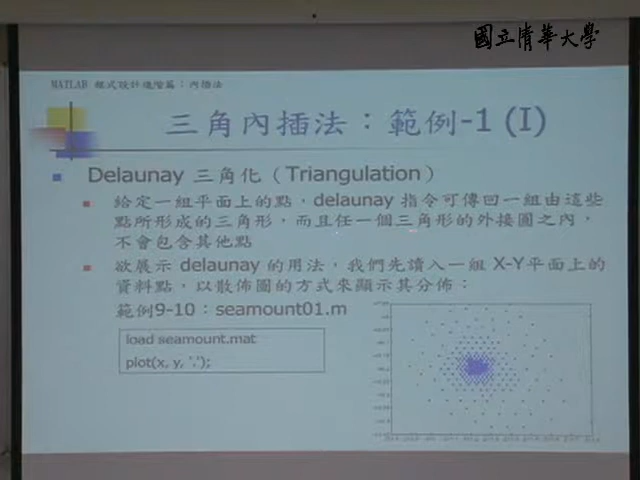 國立清華大學
MATLAB 程式設計進階篇：內插法
三角內插法：範例-1 (I)
Delaunay 三角化（Triangulation）
給定一組平面上的點，delaunay 指令可傳回一組由這些
點所形成的三角形，而且任一個三角形的外接圓之內，
不會包含其他點
欲展示 delaunay 的用法，我們先讀入一組 X-Y平面上的
資料點，以散佈圖的方式來顯示其分佈：
範例9-10：seamount01.m
load seamount.mat
plot(x, y, '.');